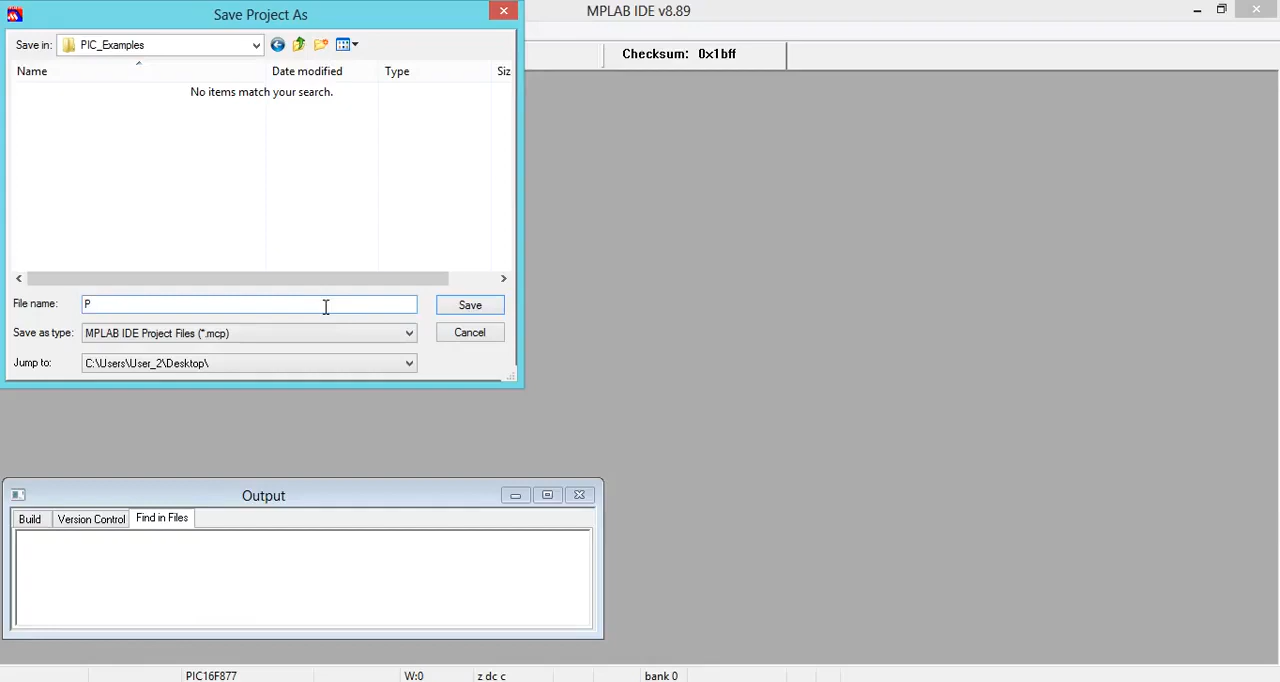 Save Project As
MPLAB IDE v8.89
Save in: PIC_Examples
Checksum: 0x1bff
Name Date modified Type Siz
No items match your search.
File name: P Save
Save as type: MPLAB IDE Project Files (*.mcp) Cancel
Jump to: C:\Users\User_2\Desktop\
Output
Build Version Control Find in Files
PIC16F877 W:0 z dc c bank 0